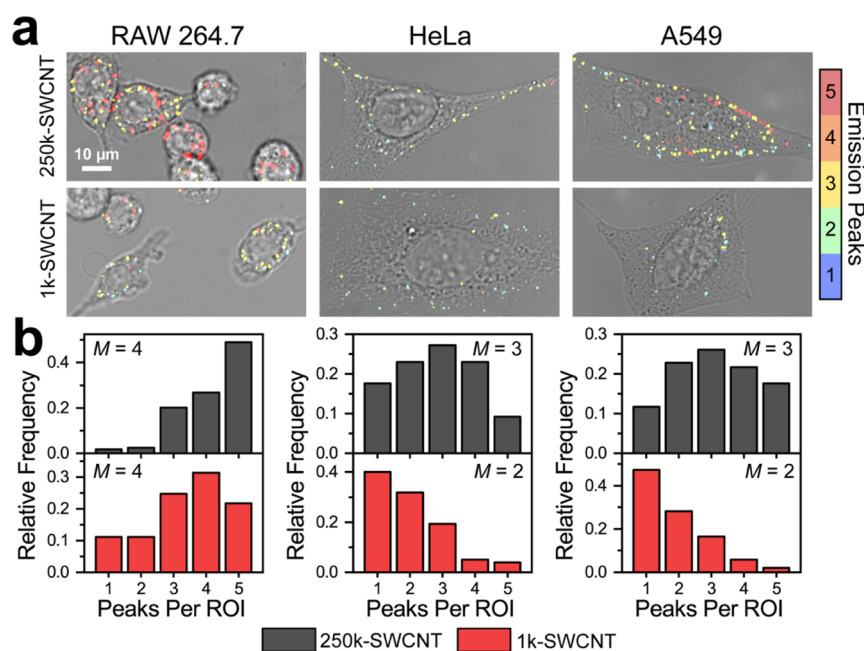 a
RAW 264.7
HeLa
A549
250k-SWCNT
10 µm
1k-SWCNT
5
4
3
2
1
Emission Peaks
b
Relative Frequency
0.4
0.2
0.0
M = 4
0.3
0.2
0.1
0.0
M = 4
1 2 3 4 5
Peaks Per ROI
Relative Frequency
0.3
0.2
0.1
0.0
M = 3
0.4
0.2
0.0
M = 2
1 2 3 4 5
Peaks Per ROI
Relative Frequency
0.3
0.2
0.1
0.0
M = 3
0.4
0.2
0.0
M = 2
1 2 3 4 5
Peaks Per ROI
250k-SWCNT
1k-SWCNT